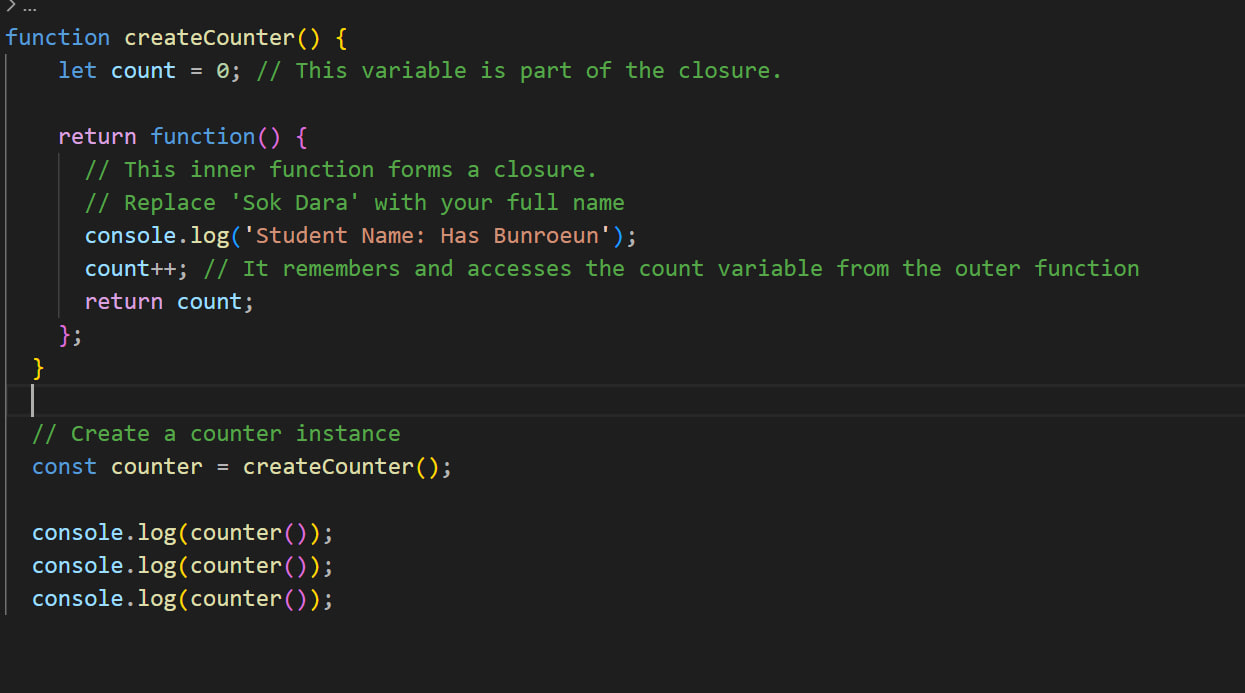 > ...
function createCounter() {
    let count = 0; // This variable is part of the closure.

    return function() {
      // This inner function forms a closure.
      // Replace 'Sok Dara' with your full name
      console.log('Student Name: Has Bunroeun');
      count++; // It remembers and accesses the count variable from the outer function
      return count;
    };
  }

  // Create a counter instance
  const counter = createCounter();

  console.log(counter());
  console.log(counter());
  console.log(counter());